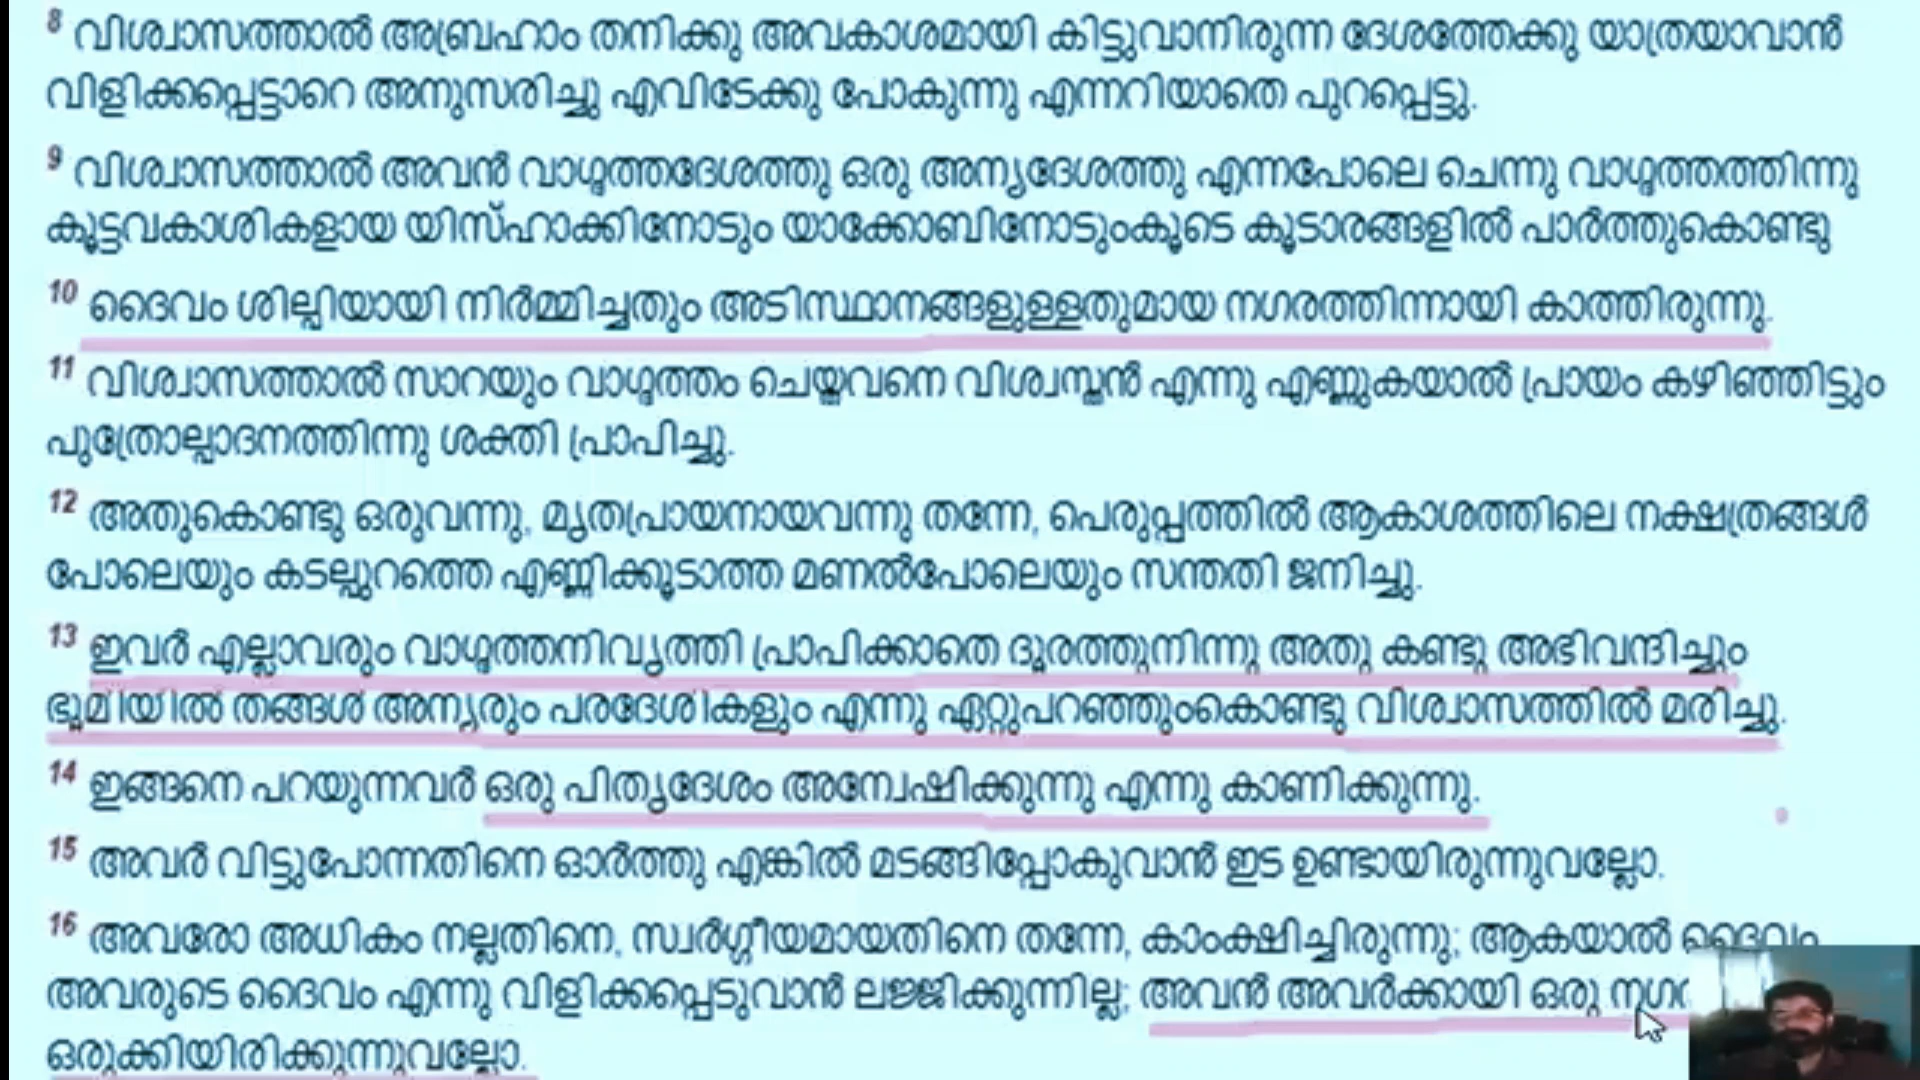 8 വിശ്വാസത്താൽ അബ്രഹാം തനിക്കു അവകാശമായി കിട്ടുവാനിരുന്ന ദേശത്തേക്കു യാത്രയാവാൻ
വിളിക്കപ്പെട്ടാറെ അനുസരിച്ചു എവിടേക്കു പോകുന്നു എന്നറിയാതെ പുറപ്പെട്ടു.
9 വിശ്വാസത്താൽ അവൻ വാഗ്ദത്തദേശത്തു ഒരു അന്യദേശത്തു എന്നപോലെ ചെന്നു വാഗ്ദത്തത്തിന്നു
കൂട്ടവകാശികളായ യിസ്ഹാക്കിനോടും യാക്കോബിനോടുംകൂടെ കൂടാരങ്ങളിൽ പാർത്തുകൊണ്ടു
10 ദൈവം ശില്പിയായി നിർമ്മിച്ചതും അടിസ്ഥാനങ്ങളുള്ളതുമായ നഗരത്തിന്നായി കാത്തിരുന്നു.
11 വിശ്വാസത്താൽ സാറയും വാഗ്ദത്തം ചെയ്തവനെ വിശ്വസ്തൻ എന്നു എണ്ണുകയാൽ പ്രായം കഴിഞ്ഞിട്ടും
പുത്രോല്പാദനത്തിന്നു ശക്തി പ്രാപിച്ചു.
12 അതുകൊണ്ടു ഒരുവന്നു, മൃതപ്രായനായവന്നു തന്നേ, പെരുപ്പത്തിൽ ആകാശത്തിലെ നക്ഷത്രങ്ങൾ
പോലെയും കടല്പുറത്തെ എണ്ണിക്കൂടാത്ത മണൽപോലെയും സന്തതി ജനിച്ചു.
13 ഇവർ എല്ലാവരും വാഗ്ദത്തനിവൃത്തി പ്രാപിക്കാതെ ദൂരത്തുനിന്നു അതു കണ്ടു അഭിവന്ദിച്ചും
ഭൂമിയിൽ തങ്ങൾ അന്യരും പരദേശികളും എന്നു ഏറ്റുപറഞ്ഞുംകൊണ്ടു വിശ്വാസത്തിൽ മരിച്ചു.
14 ഇങ്ങനെ പറയുന്നവർ ഒരു പിതൃദേശം അന്വേഷിക്കുന്നു എന്നു കാണിക്കുന്നു.
15 അവർ വിട്ടുപോന്നതിനെ ഓർത്തു എങ്കിൽ മടങ്ങിപ്പോകുവാൻ ഇട ഉണ്ടായിരുന്നുവല്ലോ.
16 അവരോ അധികം നല്ലതിനെ, സ്വർഗ്ഗീയമായതിനെ തന്നേ, കാംക്ഷിച്ചിരുന്നു; ആകയാൽ ദൈവം
അവരുടെ ദൈവം എന്നു വിളിക്കപ്പെടുവാൻ ലജ്ജിക്കുന്നില്ല; അവൻ അവർക്കായി ഒരു
ഒരുക്കിയിരിക്കുന്നുവല്ലോ.